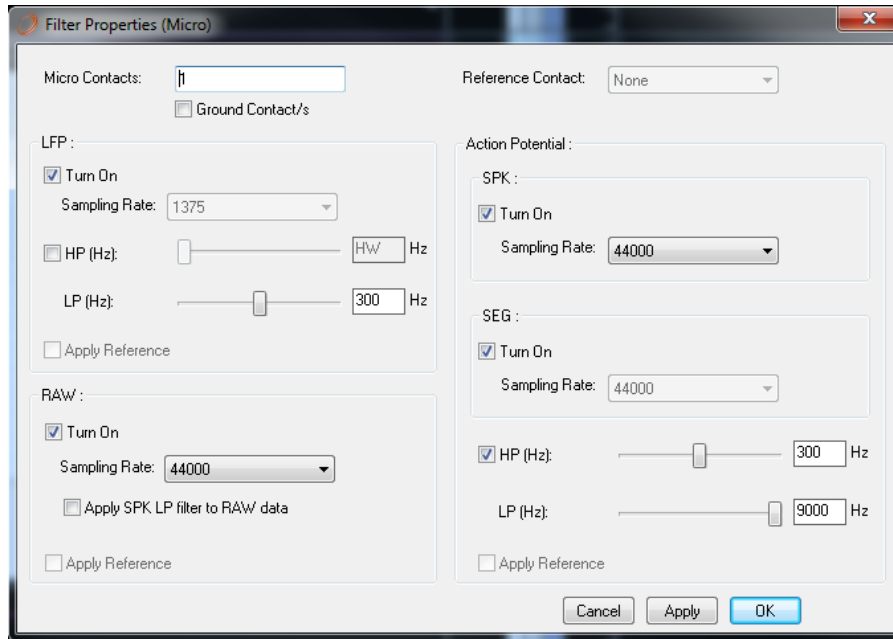 Filter Properties (Micro)
Micro Contacts: 1
Ground Contact/s
Reference Contact: None
LFP :
Turn On
Sampling Rate: 1375
HP (Hz): HW Hz
LP (Hz): 300 Hz
Apply Reference
RAW :
Turn On
Sampling Rate: 44000
Apply SPK LP filter to RAW data
Apply Reference
Action Potential :
SPK :
Turn On
Sampling Rate: 44000
SEG :
Turn On
Sampling Rate: 44000
HP (Hz): 300 Hz
LP (Hz): 9000 Hz
Apply Reference
Cancel Apply OK